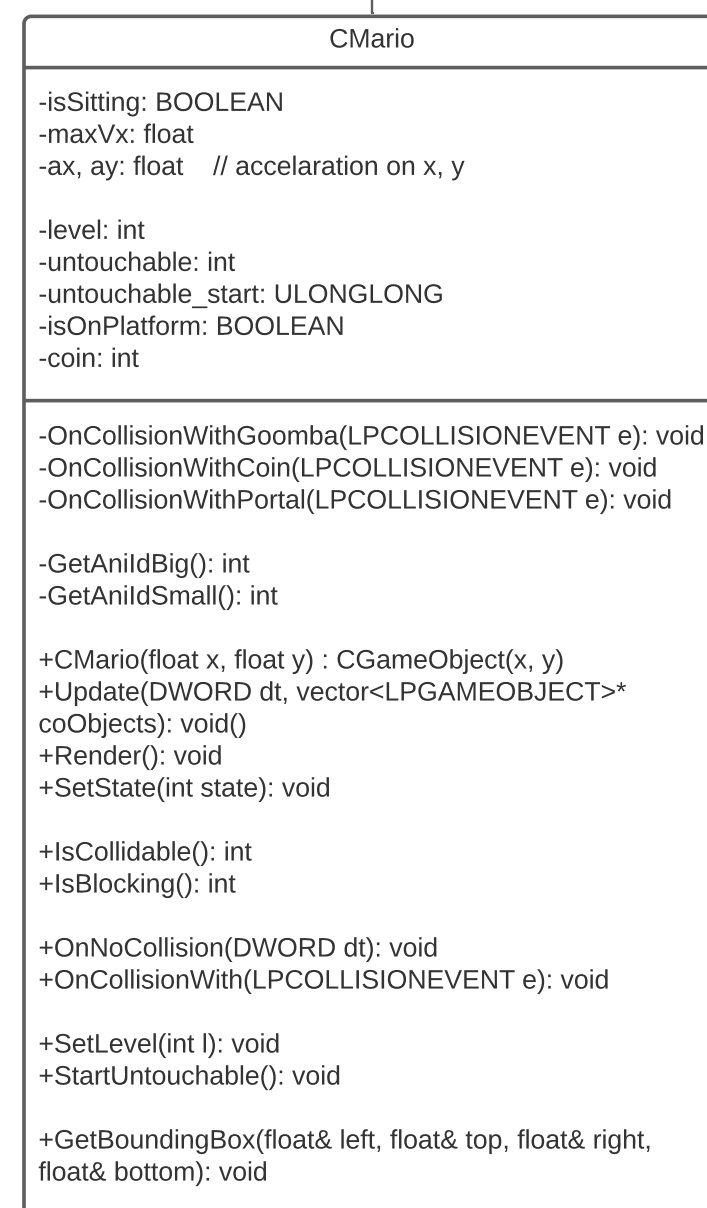 CMario
-isSitting: BOOLEAN
-maxVx: float
-ax, ay: float    // accelaration on x, y
-level: int
-untouchable: int
-untouchable_start: ULONGLONG
-isOnPlatform: BOOLEAN
-coin: int
-OnCollisionWithGoomba(LPCOLLISIONEVENT e): void
-OnCollisionWithCoin(LPCOLLISIONEVENT e): void
-OnCollisionWithPortal(LPCOLLISIONEVENT e): void
-GetAniIdBig(): int
-GetAniIdSmall(): int
+CMario(float x, float y) : CGameObject(x, y)
+Update(DWORD dt, vector<LPGAMEOBJECT>*
coObjects): void()
+Render(): void
+SetState(int state): void
+IsCollidable(): int
+IsBlocking(): int
+OnNoCollision(DWORD dt): void
+OnCollisionWith(LPCOLLISIONEVENT e): void
+SetLevel(int l): void
+StartUntouchable(): void
+GetBoundingBox(float& left, float& top, float& right,
float& bottom): void